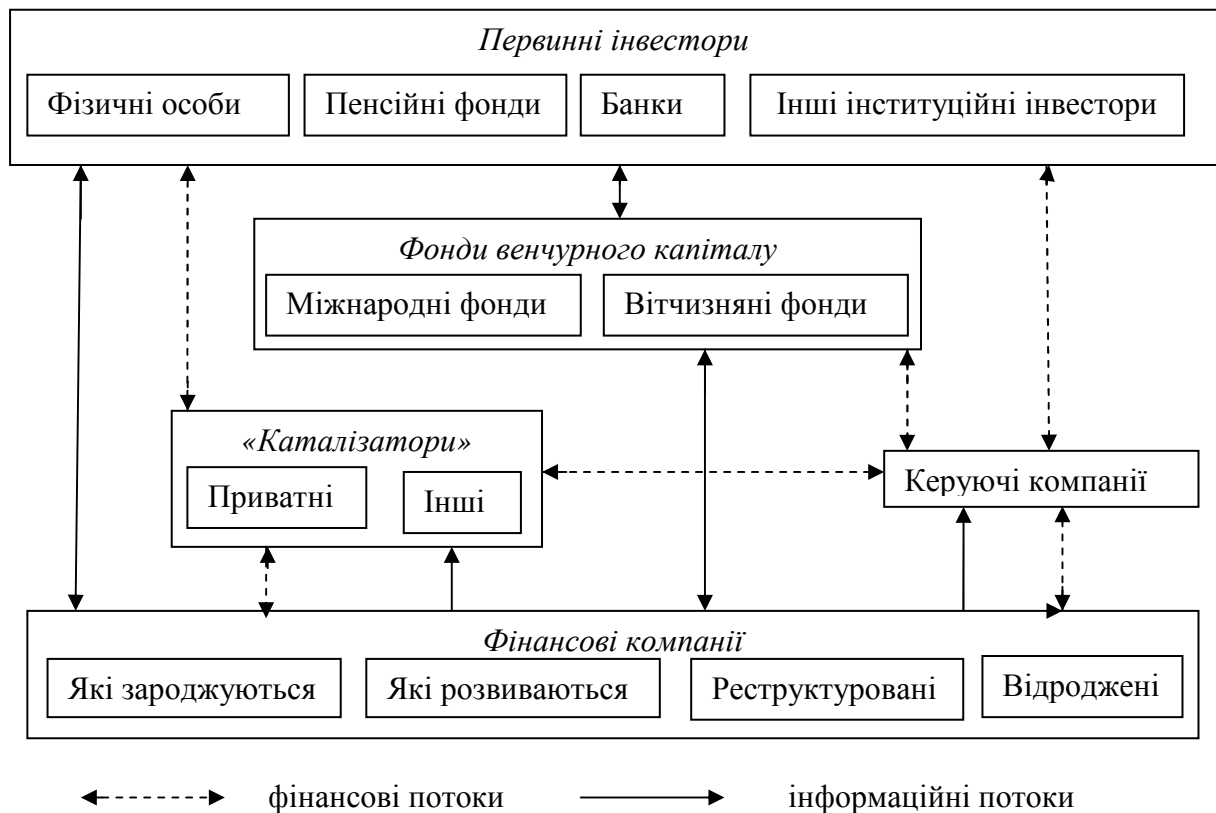 Первинні інвестори
Фізичні особи
Пенсійні фонди
Банки
Інші інституційні інвестори
Фонди венчурного капіталу
Міжнародні фонди
Вітчизняні фонди
«Каталізатори»
Приватні
Інші
Керуючі компанії
Фінансові компанії
Які зароджуються
Які розвиваються
Реструктуровані
Відроджені
фінансові потоки
інформаційні потоки